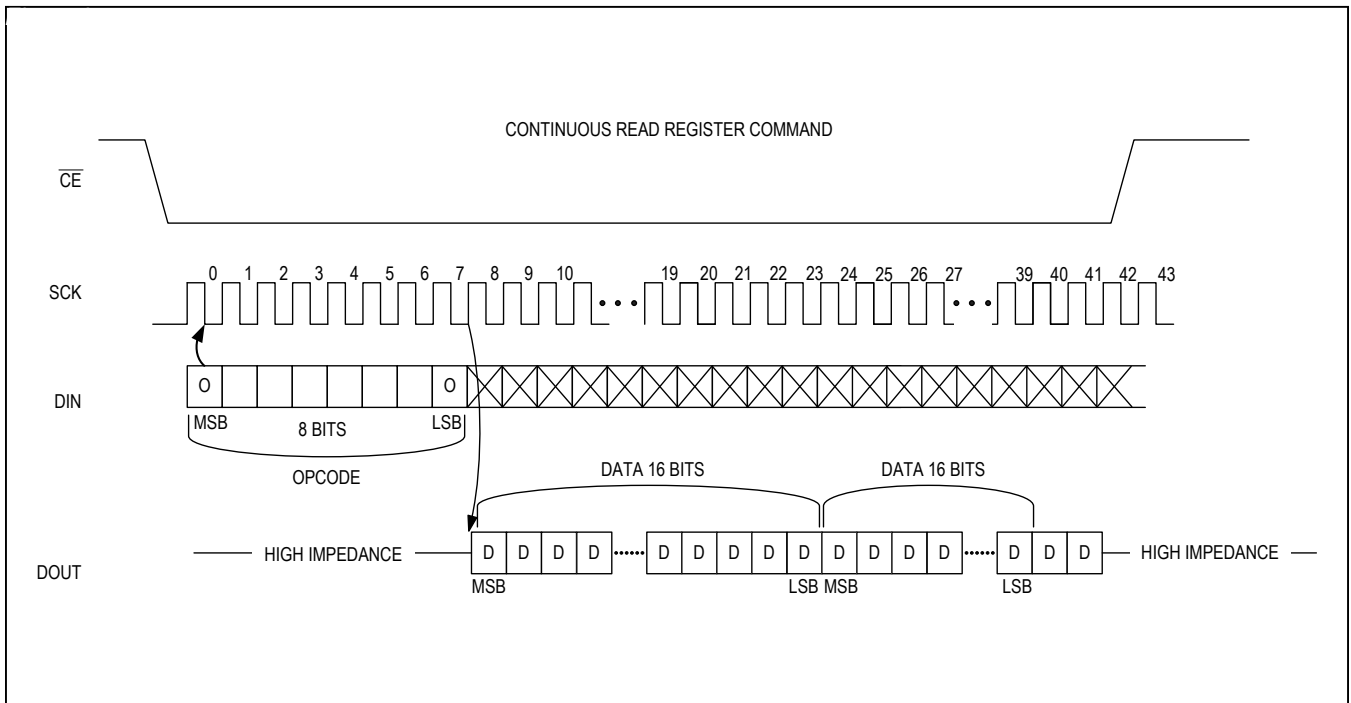 CONTINUOUS READ REGISTER COMMAND
CE
0 1 2 3 4 5 6 7 8 9 10 19 20 21 22 23 24 25 26 27 39 40 41 42 43
SCK
DIN
O O
MSB 8 BITS LSB
OPCODE
DATA 16 BITS DATA 16 BITS
DOUT
HIGH IMPEDANCE D D D D D D D D D D D D D D D D HIGH IMPEDANCE
MSB LSB MSB LSB